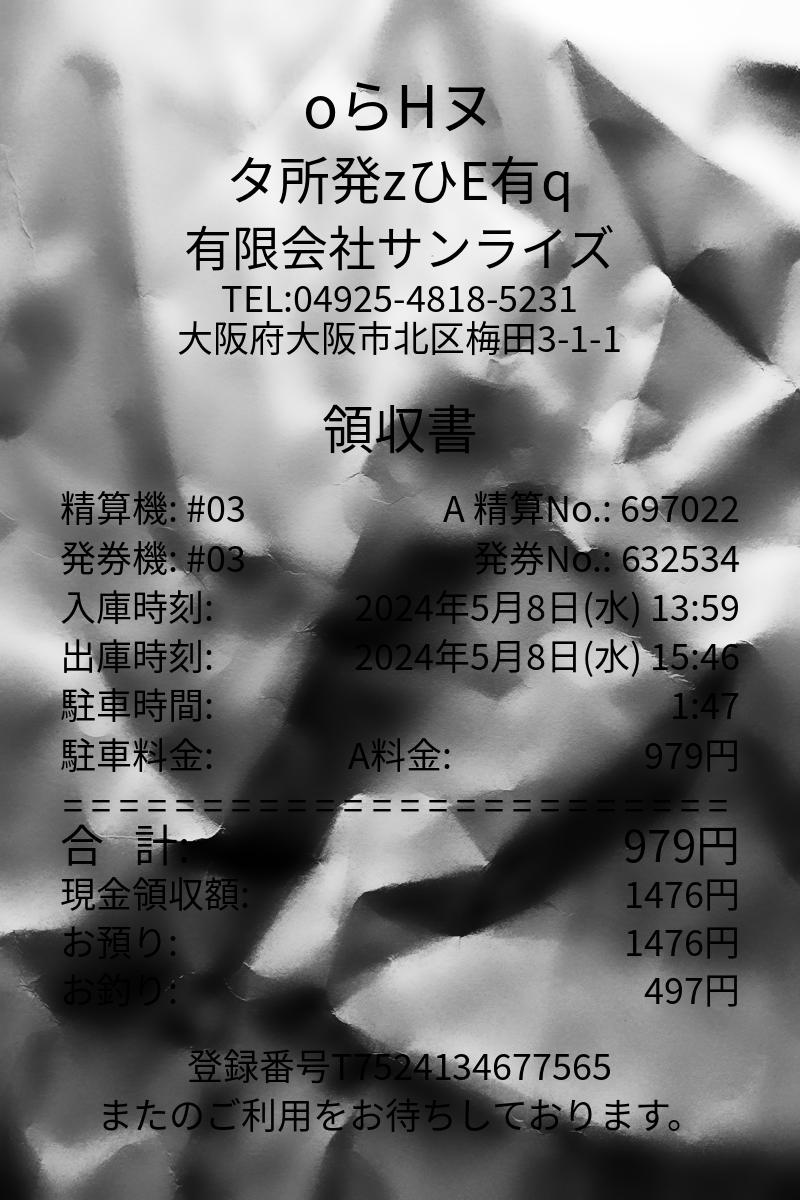 oらHヌ
タ所発zひE有q
有限会社サンライズ
TEL:04925-4818-5231
大阪府大阪市北区梅田3-1-1
領収書
精算機: #03 A 精算No.: 697022
発券機: #03 発券No.: 632534
入庫時刻: 2024年5月8日(水) 13:59
出庫時刻: 2024年5月8日(水) 15:46
駐車時間: 1:47
駐車料金: A料金: 979円
========================
合 計: 979円
現金領収額: 1476円
お預り: 1476円
お釣り: 497円
登録番号T7524134677565
またのご利用をお待ちしております。